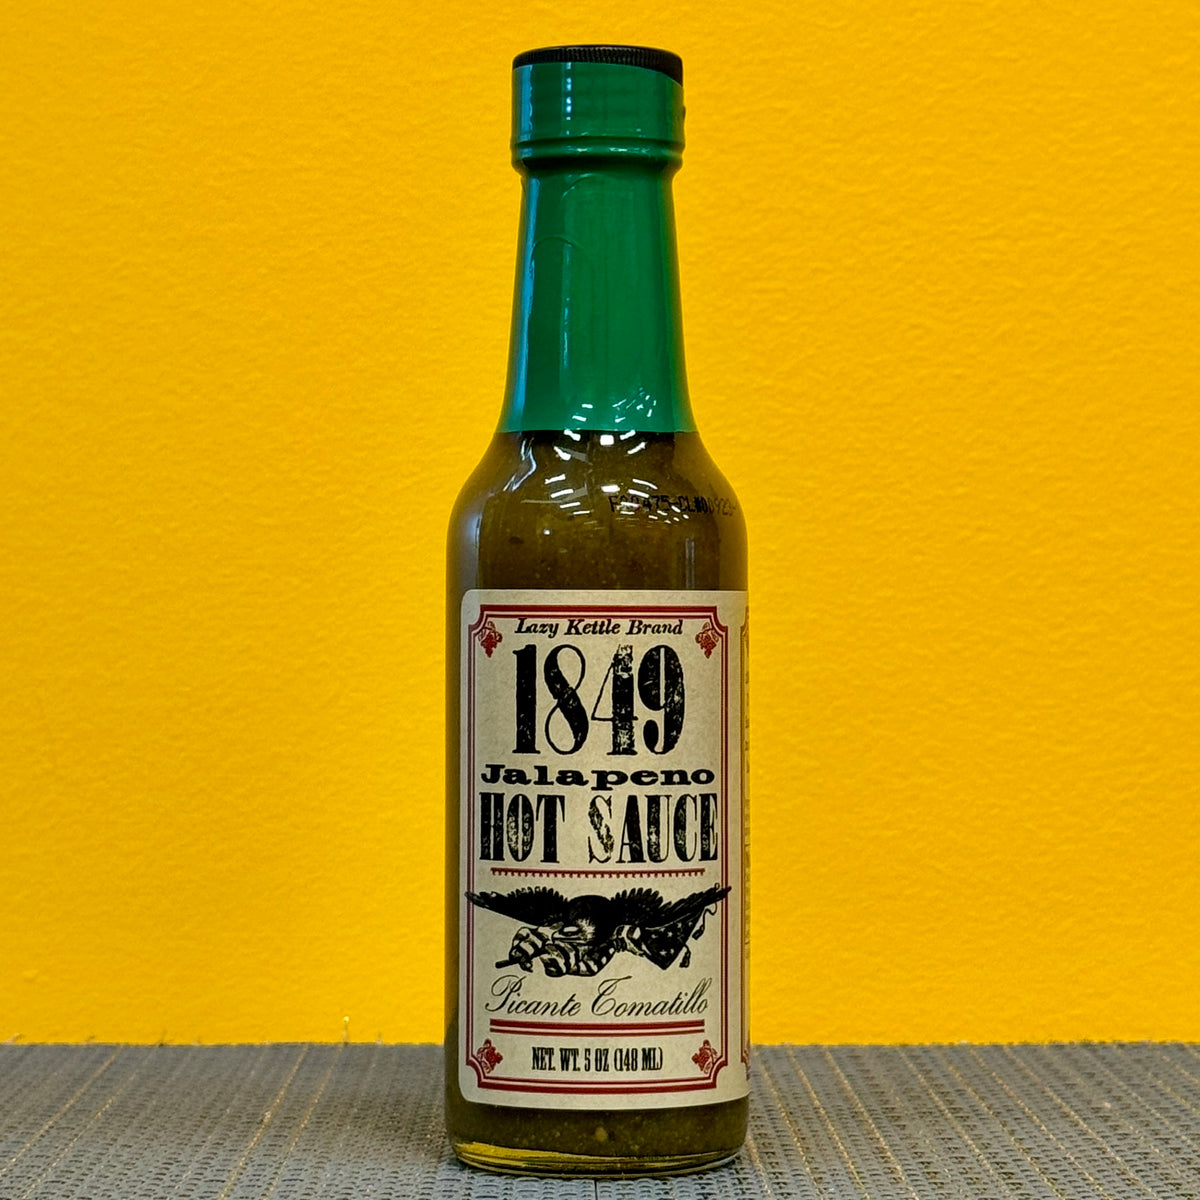 Lazy Kettle Brand
1849
Jalapeno
HOT SAUCE
Picante Tomatillo
NET. WT. 5 OZ (148 ML)